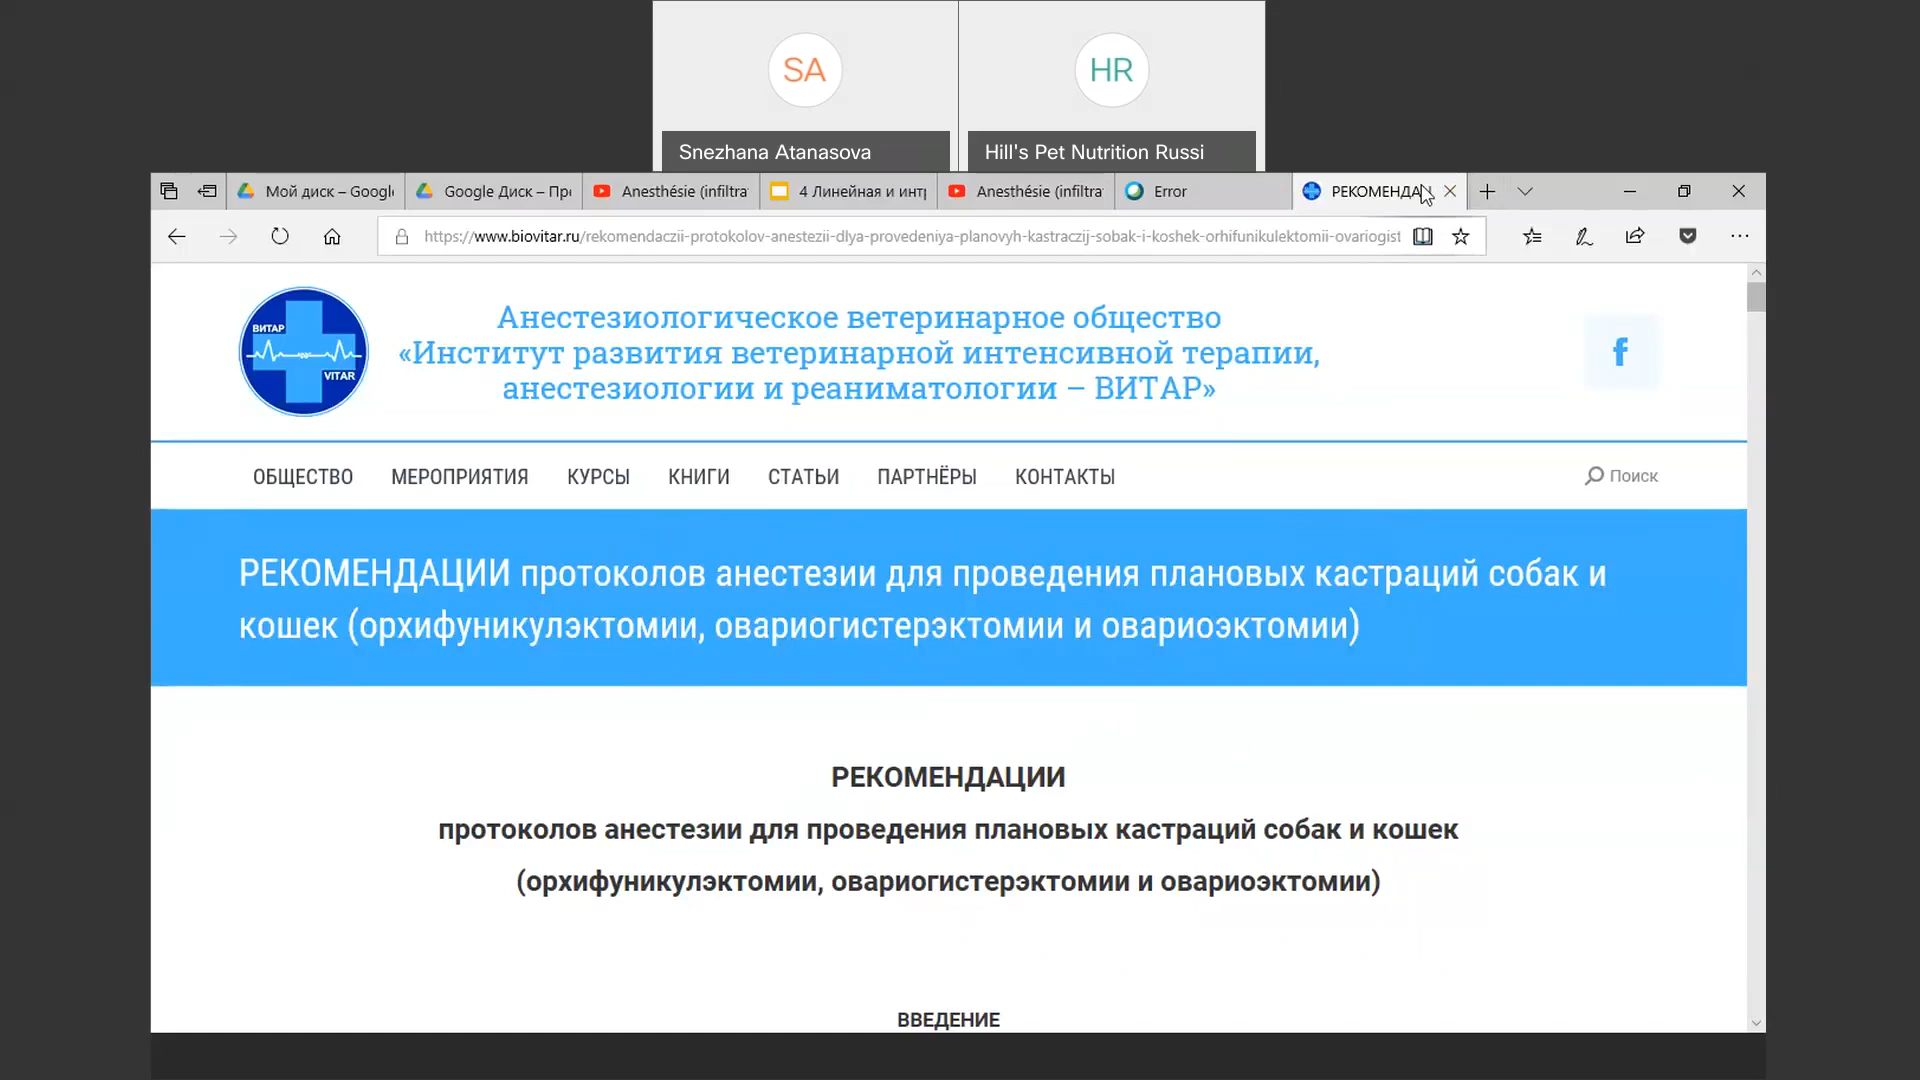 SA
HR
Snezhana Atanasova
Hill's Pet Nutrition Russi
Мой диск – Googl
Google Диск – Пр
Anesthésie (infiltra
4 Линейная и инт
Anesthésie (infiltra
Error
РЕКОМЕНДА
https://www.biovitar.ru/rekomendaczii-protokolov-anestezii-dlya-provedeniya-planovyh-kastraczij-sobak-i-koshek-orhifunikulektomii-ovariogist
ВИТАР
VITAR
Анестезиологическое ветеринарное общество
«Институт развития ветеринарной интенсивной терапии,
анестезиологии и реаниматологии – ВИТАР»
f
ОБЩЕСТВО МЕРОПРИЯТИЯ КУРСЫ КНИГИ СТАТЬИ ПАРТНЁРЫ КОНТАКТЫ Поиск
РЕКОМЕНДАЦИИ протоколов анестезии для проведения плановых кастраций собак и
кошек (орхифуникулэктомии, овариогистерэктомии и овариоэктомии)
РЕКОМЕНДАЦИИ
протоколов анестезии для проведения плановых кастраций собак и кошек
(орхифуникулэктомии, овариогистерэктомии и овариоэктомии)
ВВЕДЕНИЕ